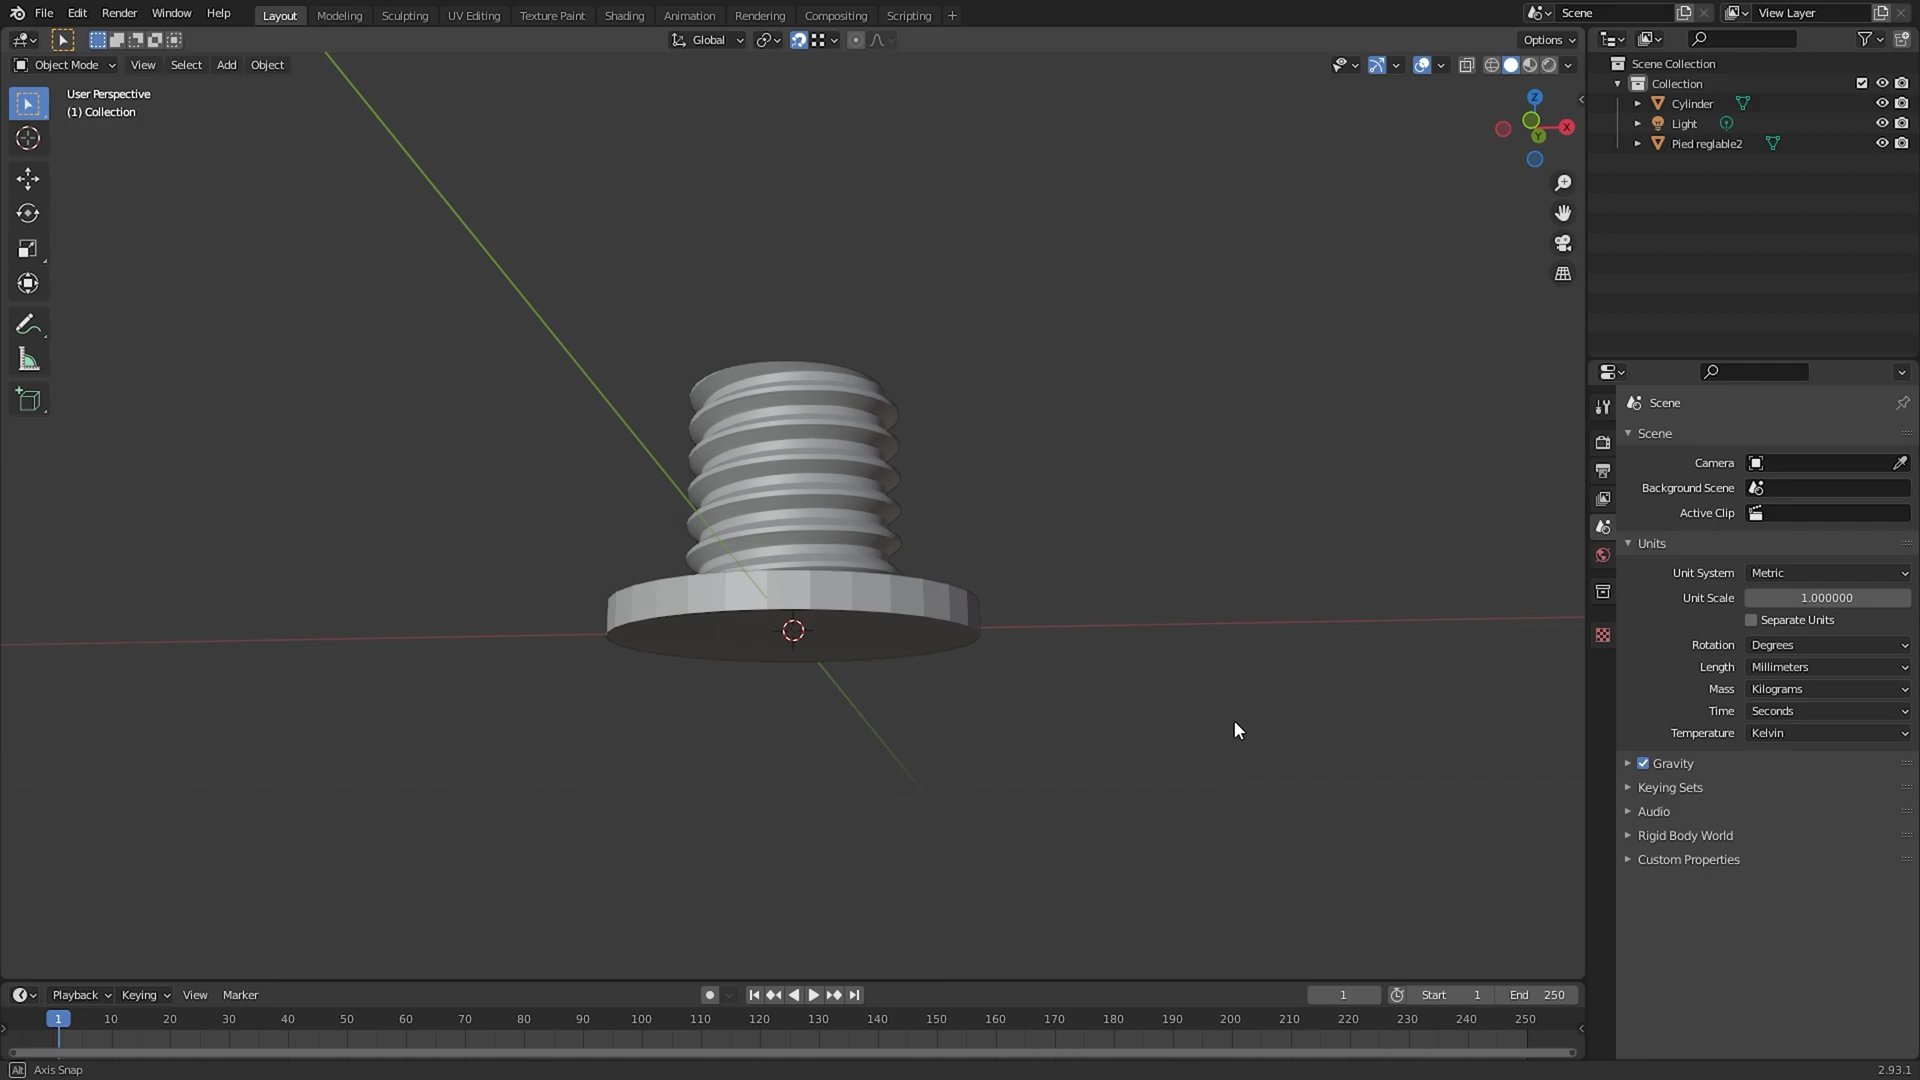 File Edit Render Window Help Layout Modeling Sculpting UV Editing Texture Paint Shading Animation Rendering Compositing Scripting + Scene View Layer
Global Options
Object Mode View Select Add Object
User Perspective
(1) Collection
Z
X
Y
Scene Collection
Collection
Cylinder
Light
Pied reglable2
Scene
Scene
Camera
Background Scene
Active Clip
Units
Unit System Metric
Unit Scale 1.000000
Separate Units
Rotation Degrees
Length Millimeters
Mass Kilograms
Time Seconds
Temperature Kelvin
Gravity
Keying Sets
Audio
Rigid Body World
Custom Properties
Playback Keying View Marker 1 Start 1 End 250
1 10 20 30 40 50 60 70 80 90 100 110 120 130 140 150 160 170 180 190 200 210 220 230 240 250
Alt Axis Snap 2.93.1